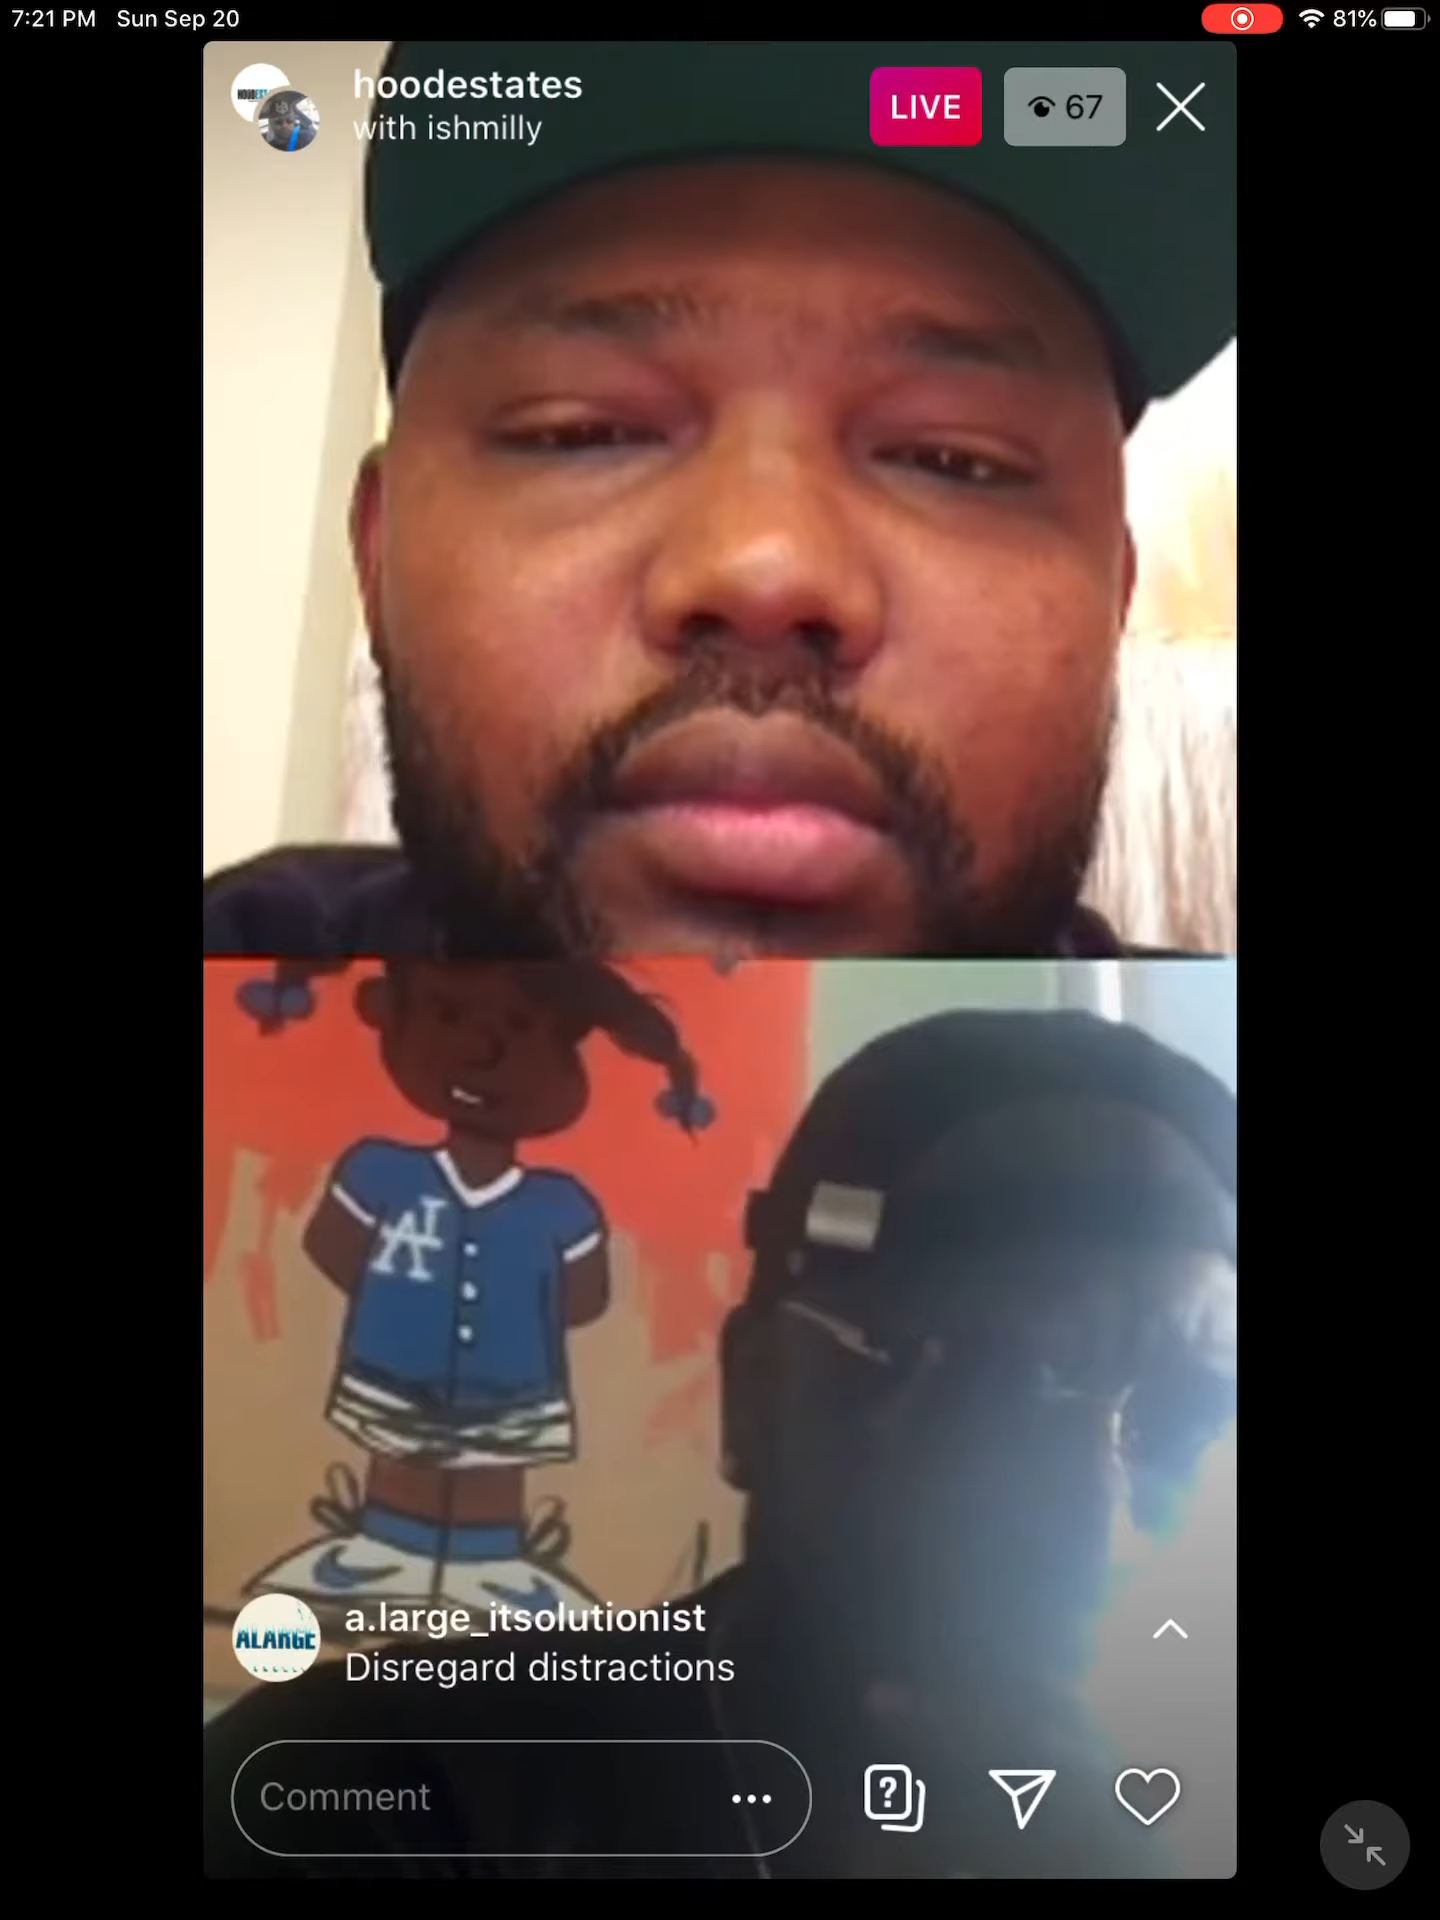 7:21 PM Sun Sep 20
81%
hoodestates
with ishmilly
LIVE
67
a.large_itsolutionist
Disregard distractions
ALARGE
Comment
?